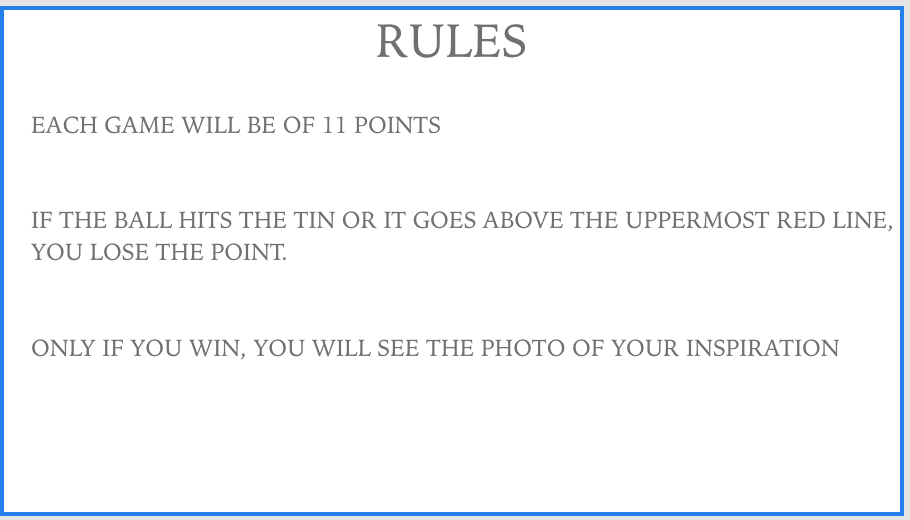 RULES
EACH GAME WILL BE OF 11 POINTS
IF THE BALL HITS THE TIN OR IT GOES ABOVE THE UPPERMOST RED LINE,
YOU LOSE THE POINT.
ONLY IF YOU WIN, YOU WILL SEE THE PHOTO OF YOUR INSPIRATION